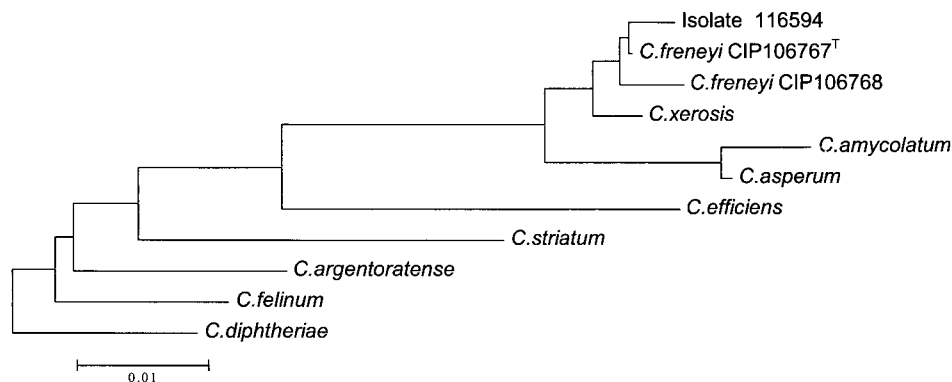 Isolate 116594
C.freneyi CIP106767T
C.freneyi CIP106768
C.xerosis
C.amycolatum
C.asperum
C.efficiens
C.striatum
C.argentoratense
C.felinum
C.diphtheriae
0.01